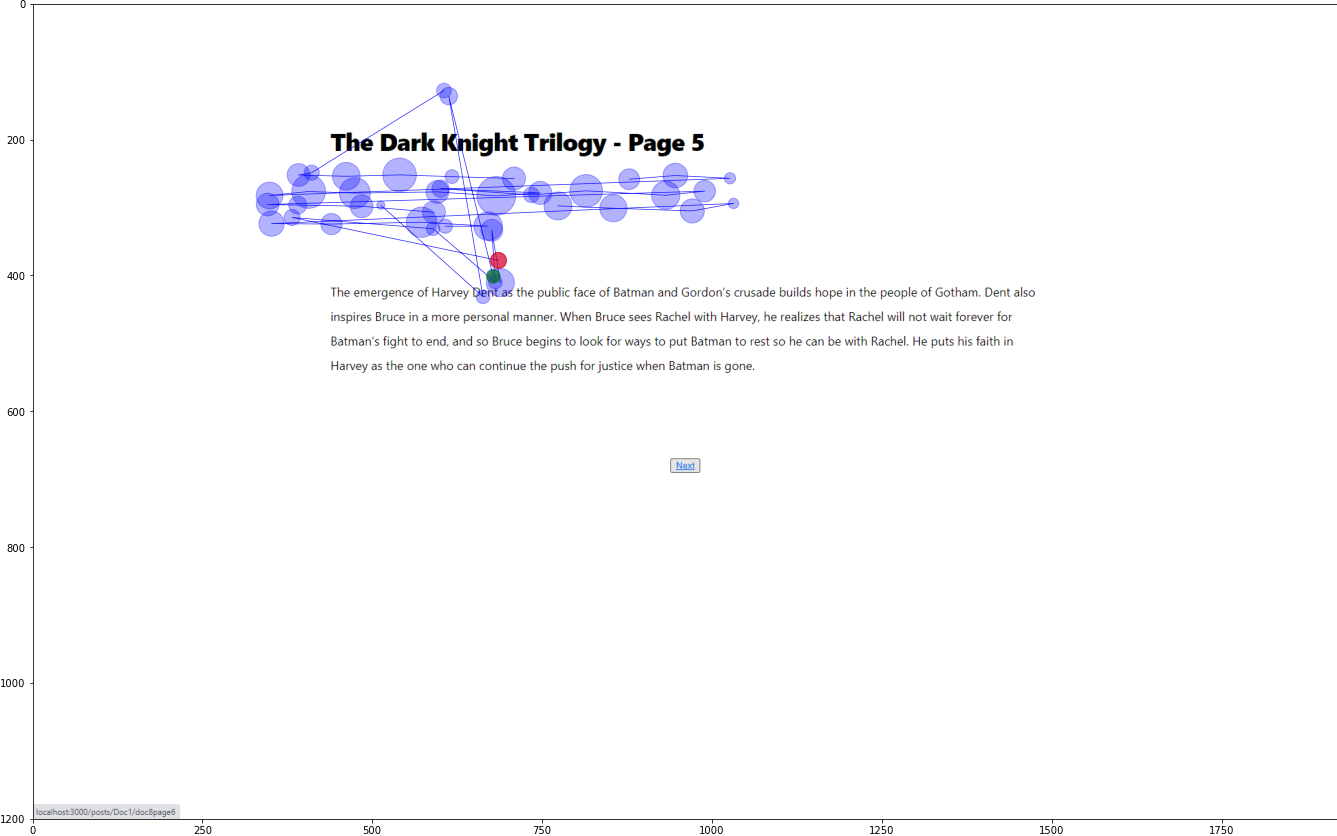 0
200
The Dark Knight Trilogy - Page 5
400
The emergence of Harvey Dent as the public face of Batman and Gordon's crusade builds hope in the people of Gotham. Dent also
inspires Bruce in a more personal manner. When Bruce sees Rachel with Harvey, he realizes that Rachel will not wait forever for
Batman's fight to end, and so Bruce begins to look for ways to put Batman to rest so he can be with Rachel. He puts his faith in
Harvey as the one who can continue the push for justice when Batman is gone.
600
Next
800
1000
localhost:3000/posts/Doc1/doc8page6
1200
0 250 500 750 1000 1250 1500 1750